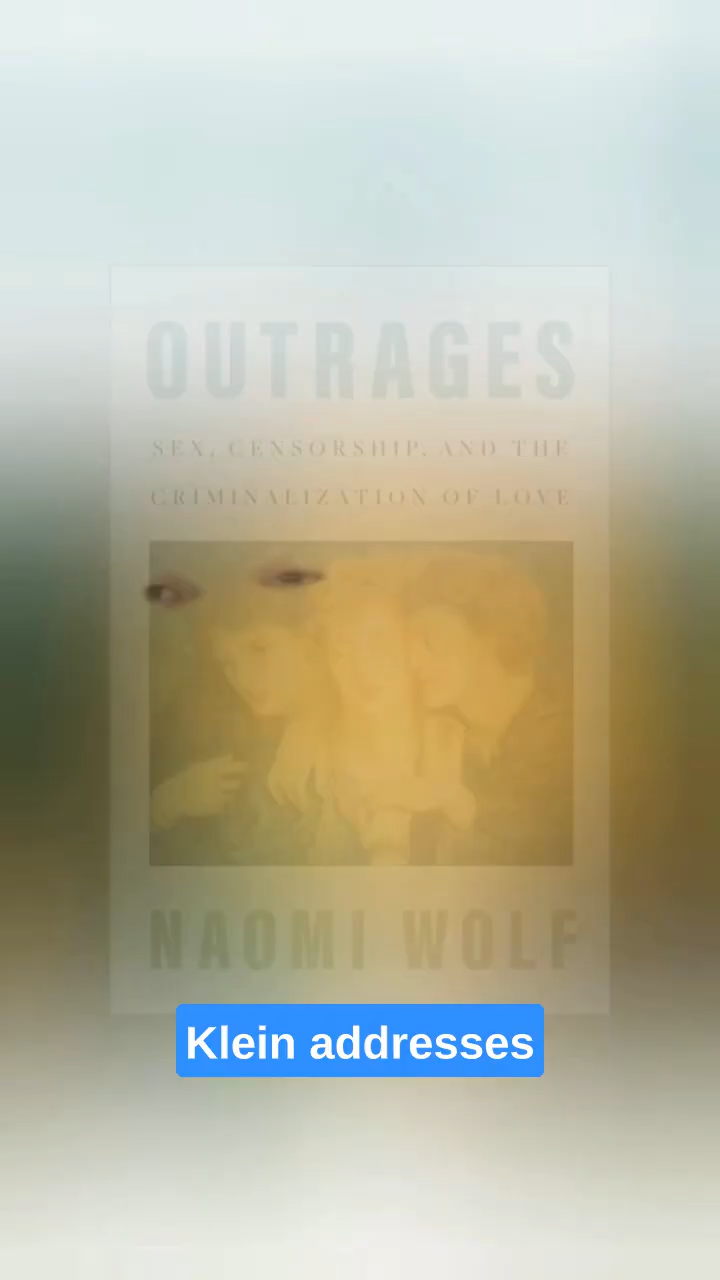 OUTRAGES
SEX, CENSORSHIP, AND THE
CRIMINALIZATION OF LOVE
NAOMI WOLF
Klein addresses